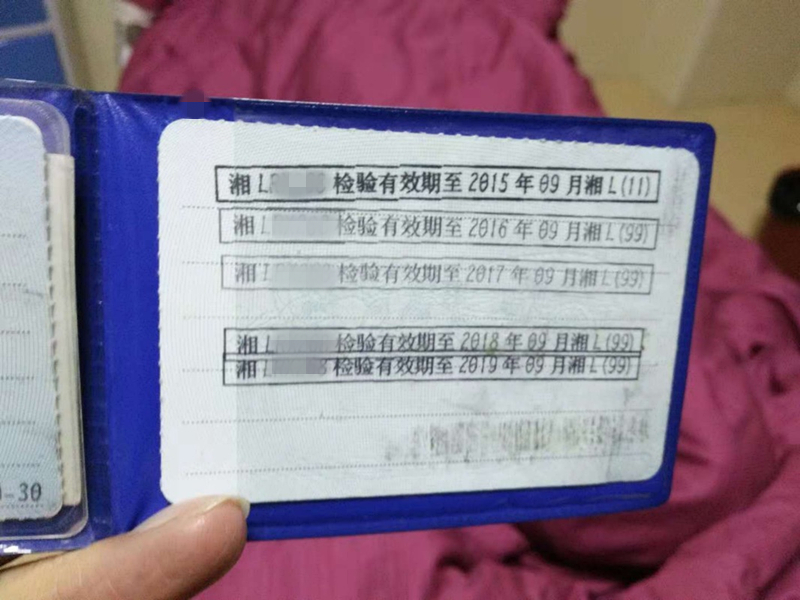 湘 L 检验有效期至 2015 年 09 月湘 L(11)
湘 L 检验有效期至 2016 年 09 月湘 L(99)
湘 L 检验有效期至 2017 年 09 月湘 L(99)
湘 L 检验有效期至 2018 年 09 月湘 L(99)
湘 L 检验有效期至 2019 年 09 月湘 L(99)
-30